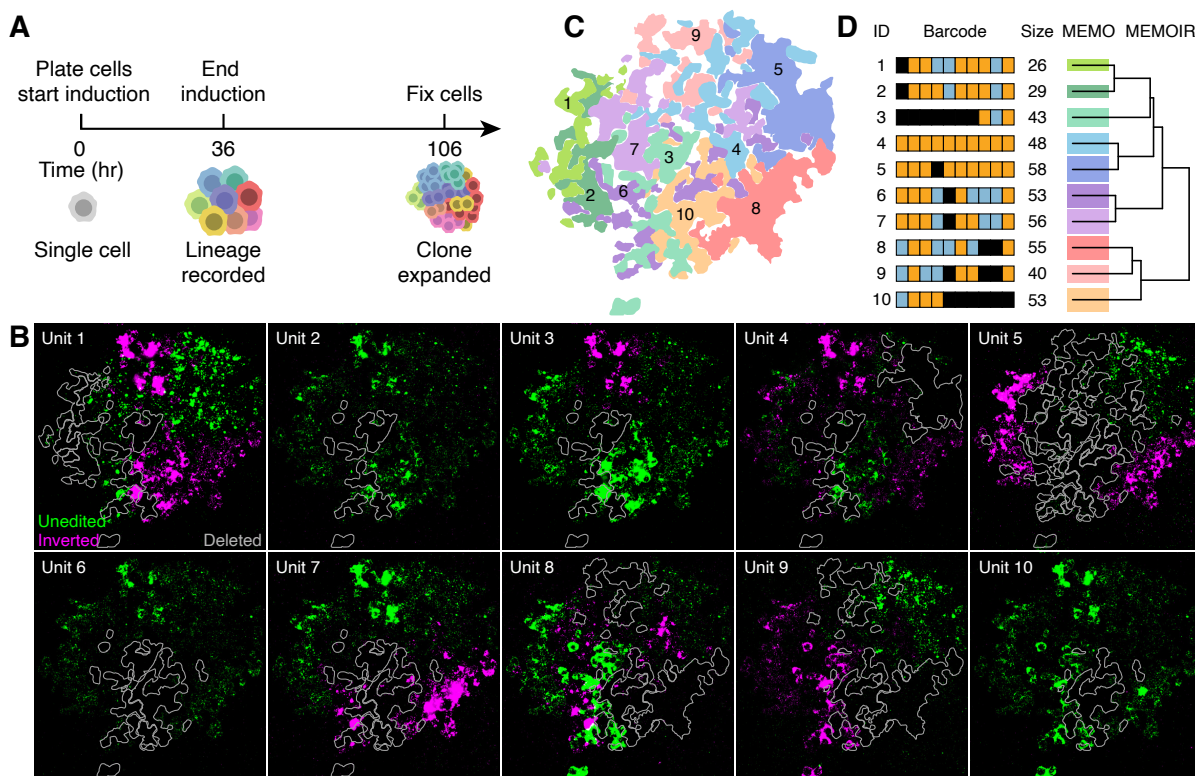 A
Plate cells
start induction
End
induction
Fix cells
0
36
106
Time (hr)
Single cell
Lineage
recorded
Clone
expanded
C
9
5
1
7
3
4
6
2
10
8
D
ID Barcode Size MEMO MEMOIR
1 26
2 29
3 43
4 48
5 58
6 53
7 56
8 55
9 40
10 53
B
Unit 1
Unit 2
Unit 3
Unit 4
Unit 5
Unedited
Inverted
Deleted
Unit 6
Unit 7
Unit 8
Unit 9
Unit 10